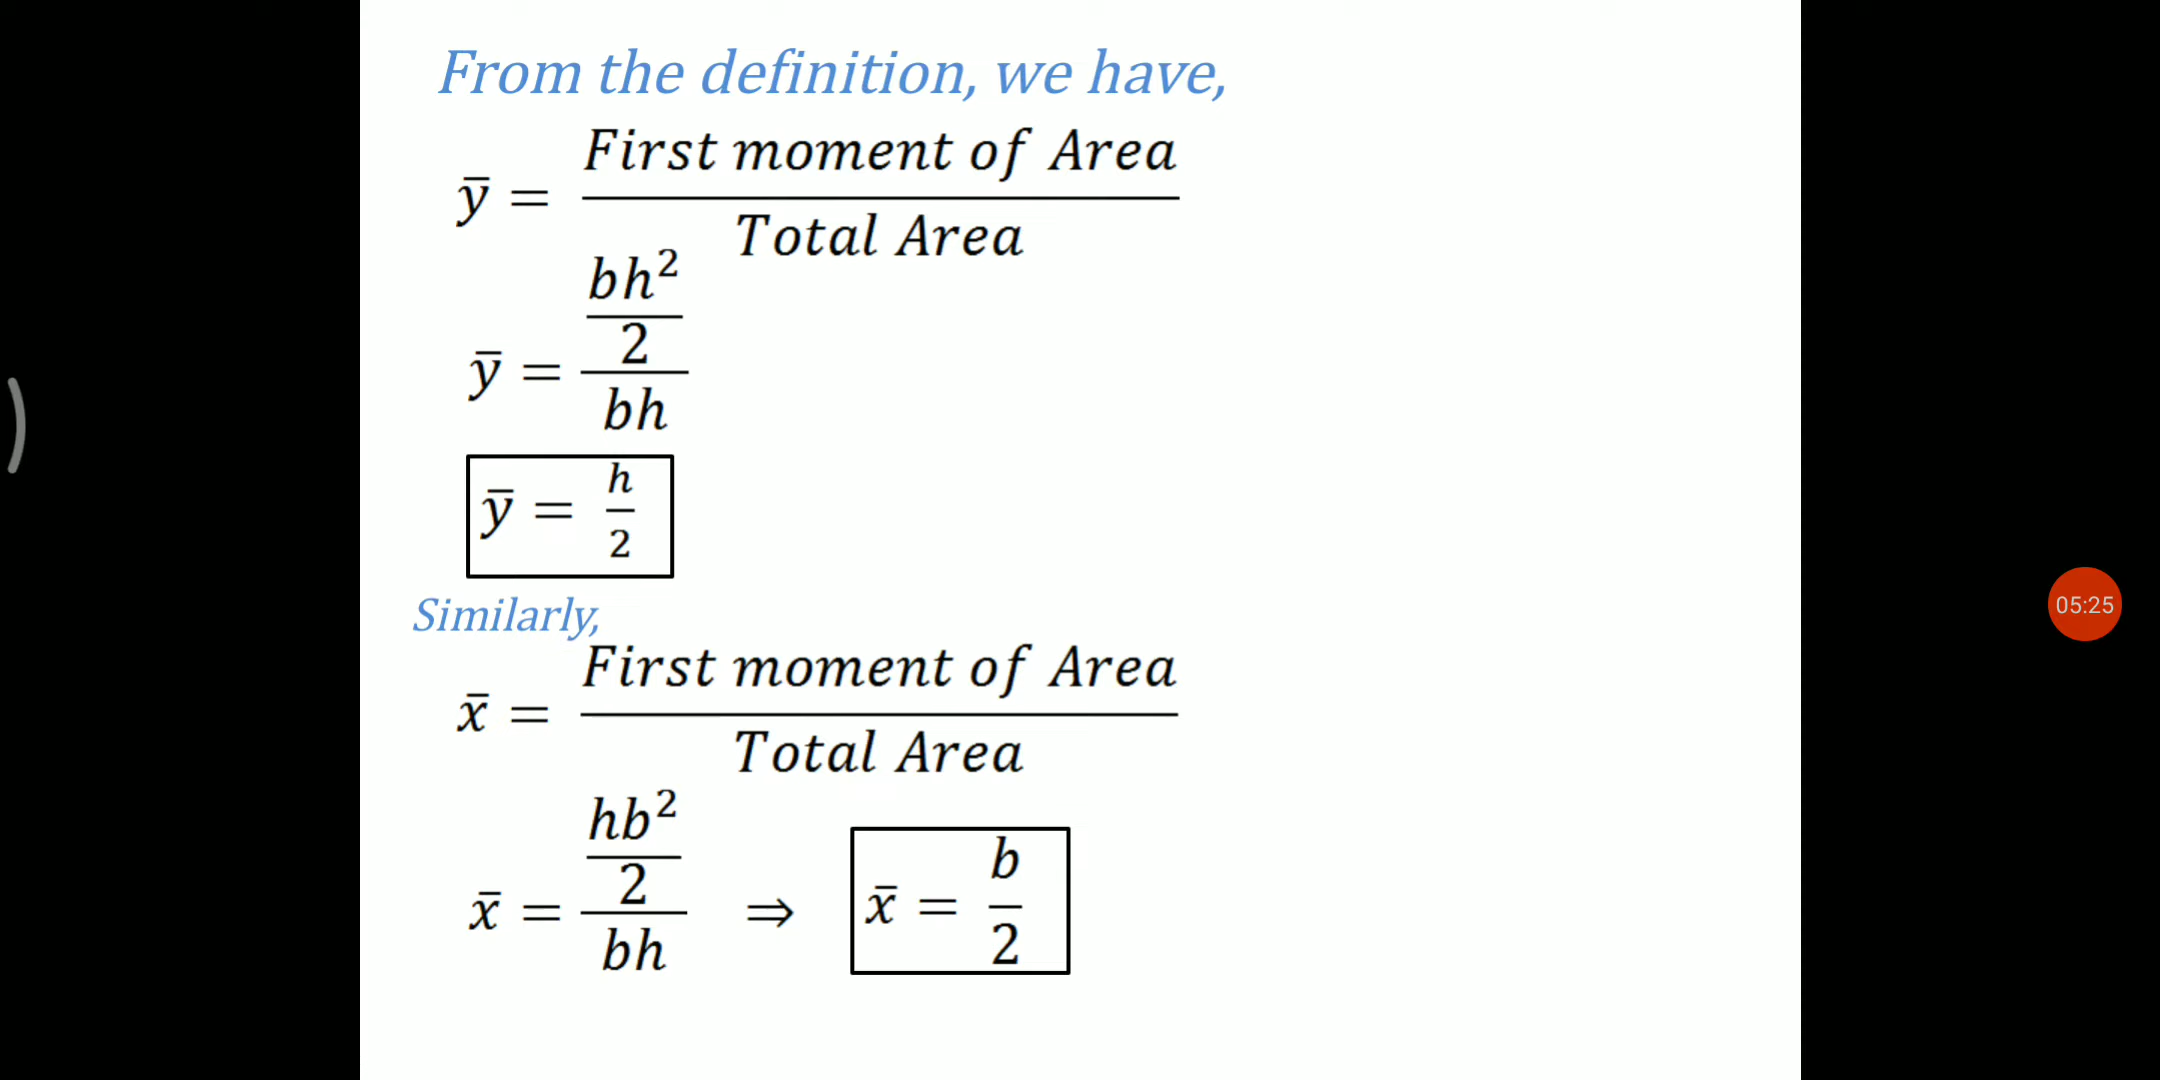 From the definition, we have,
ȳ = First moment of Area / Total Area
ȳ = (bh²/2) / bh
ȳ = h/2
Similarly,
x̄ = First moment of Area / Total Area
x̄ = (hb²/2) / bh ⇒ x̄ = b/2
05:25